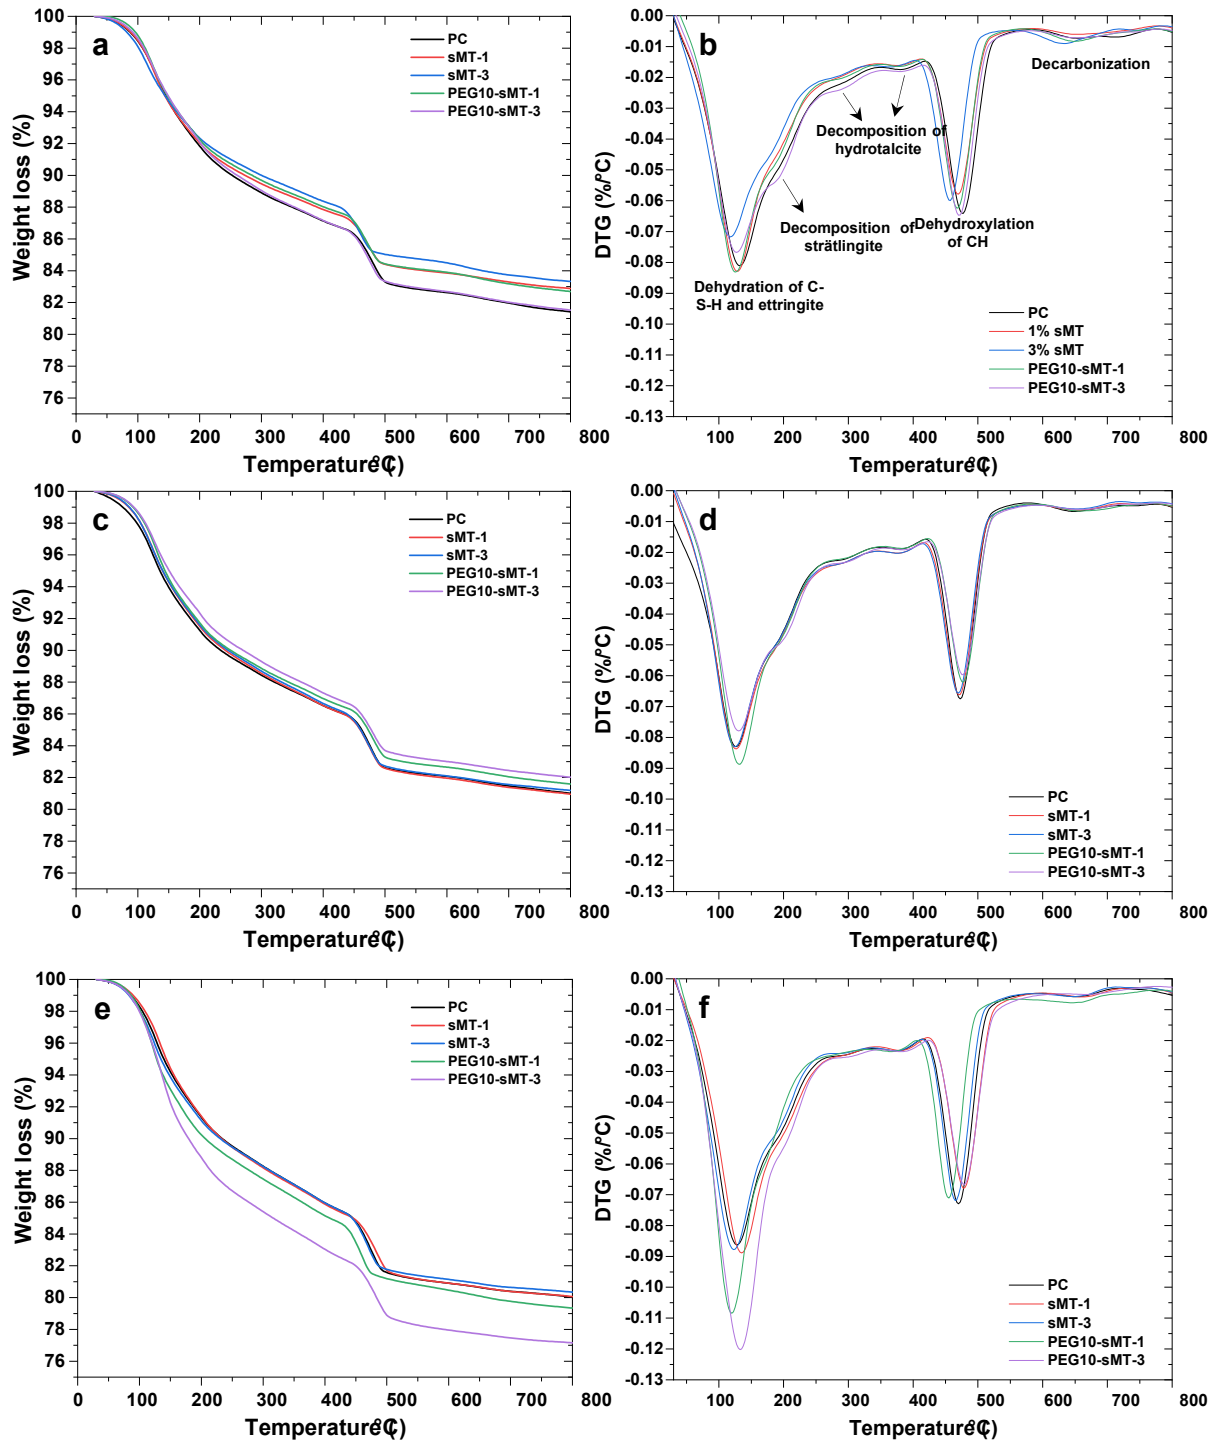 a
Weight loss (%)
100
98
96
94
92
90
88
86
84
82
80
78
76
PC
sMT-1
sMT-3
PEG10-sMT-1
PEG10-sMT-3
0
100
200
300
400
500
600
700
800
Temperature(℃)
b
DTG (%/°C)
0.00
-0.01
-0.02
-0.03
-0.04
-0.05
-0.06
-0.07
-0.08
-0.09
-0.10
-0.11
-0.12
-0.13
Decarbonization
Decomposition of
hydrotalcite
Decomposition of
strätlingite
Dehydroxylation
of CH
Dehydration of C-
S-H and ettringite
PC
1% sMT
3% sMT
PEG10-sMT-1
PEG10-sMT-3
100
200
300
400
500
600
700
800
Temperature(℃)
c
Weight loss (%)
100
98
96
94
92
90
88
86
84
82
80
78
76
PC
sMT-1
sMT-3
PEG10-sMT-1
PEG10-sMT-3
0
100
200
300
400
500
600
700
800
Temperature(℃)
d
DTG (%/°C)
0.00
-0.01
-0.02
-0.03
-0.04
-0.05
-0.06
-0.07
-0.08
-0.09
-0.10
-0.11
-0.12
-0.13
PC
sMT-1
sMT-3
PEG10-sMT-1
PEG10-sMT-3
100
200
300
400
500
600
700
800
Temperature(℃)
e
Weight loss (%)
100
98
96
94
92
90
88
86
84
82
80
78
76
PC
sMT-1
sMT-3
PEG10-sMT-1
PEG10-sMT-3
0
100
200
300
400
500
600
700
800
Temperature(℃)
f
DTG (%/°C)
0.00
-0.01
-0.02
-0.03
-0.04
-0.05
-0.06
-0.07
-0.08
-0.09
-0.10
-0.11
-0.12
-0.13
PC
sMT-1
sMT-3
PEG10-sMT-1
PEG10-sMT-3
100
200
300
400
500
600
700
800
Temperature(℃)